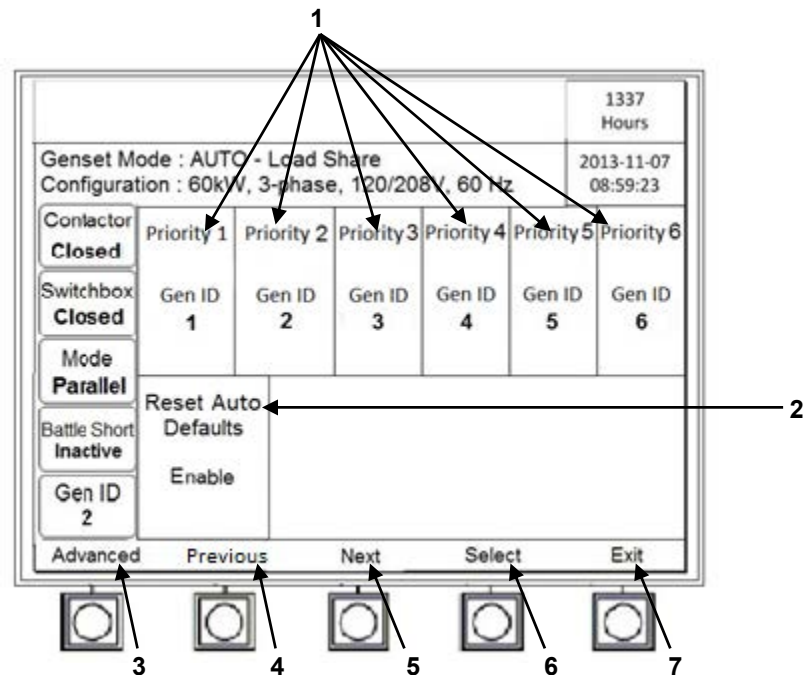 1
1337
Hours
Genset Mode : AUTO - Load Share
Configuration : 60kW, 3-phase, 120/208V, 60 Hz
2013-11-07
08:59:23
Contactor
Closed
Switchbox
Closed
Mode
Parallel
Battle Short
Inactive
Gen ID
2
Priority 1
Gen ID
1
Priority 2
Gen ID
2
Priority 3
Gen ID
3
Priority 4
Gen ID
4
Priority 5
Gen ID
5
Priority 6
Gen ID
6
Reset Auto
Defaults
Enable
2
Advanced Previous Next Select Exit
3 4 5 6 7